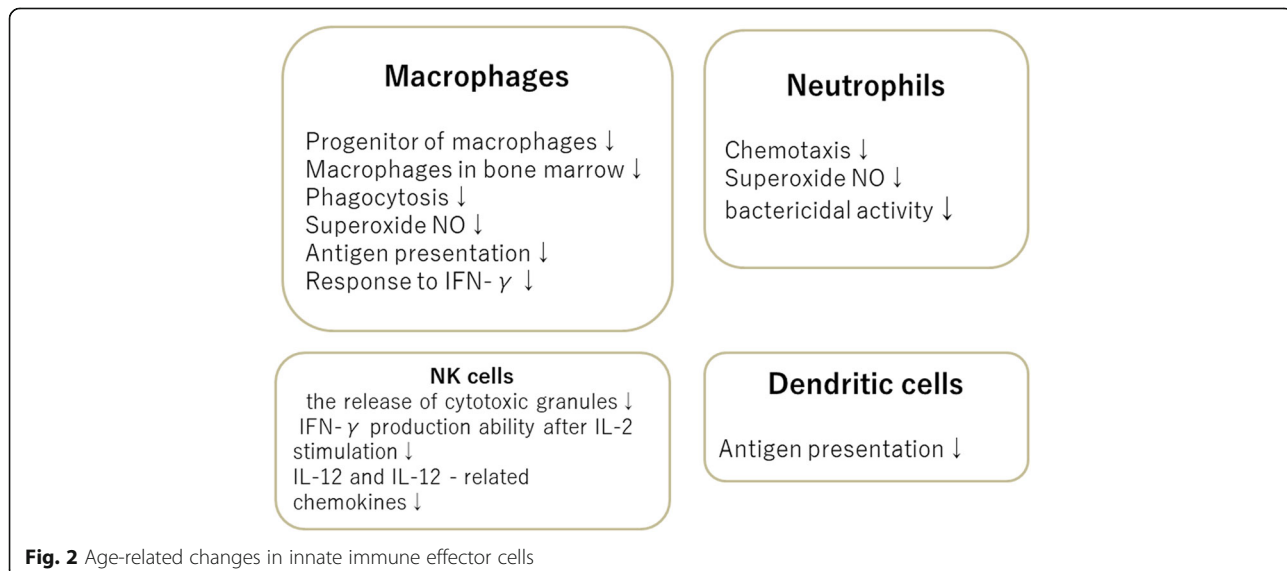 Macrophages
Progenitor of macrophages ↓
Macrophages in bone marrow ↓
Phagocytosis ↓
Superoxide NO ↓
Antigen presentation ↓
Response to IFN- γ ↓
Neutrophils
Chemotaxis ↓
Superoxide NO ↓
bactericidal activity ↓
NK cells
the release of cytotoxic granules ↓
IFN- γ production ability after IL-2
stimulation ↓
IL-12 and IL-12 - related
chemokines ↓
Dendritic cells
Antigen presentation ↓
Fig. 2 Age-related changes in innate immune effector cells